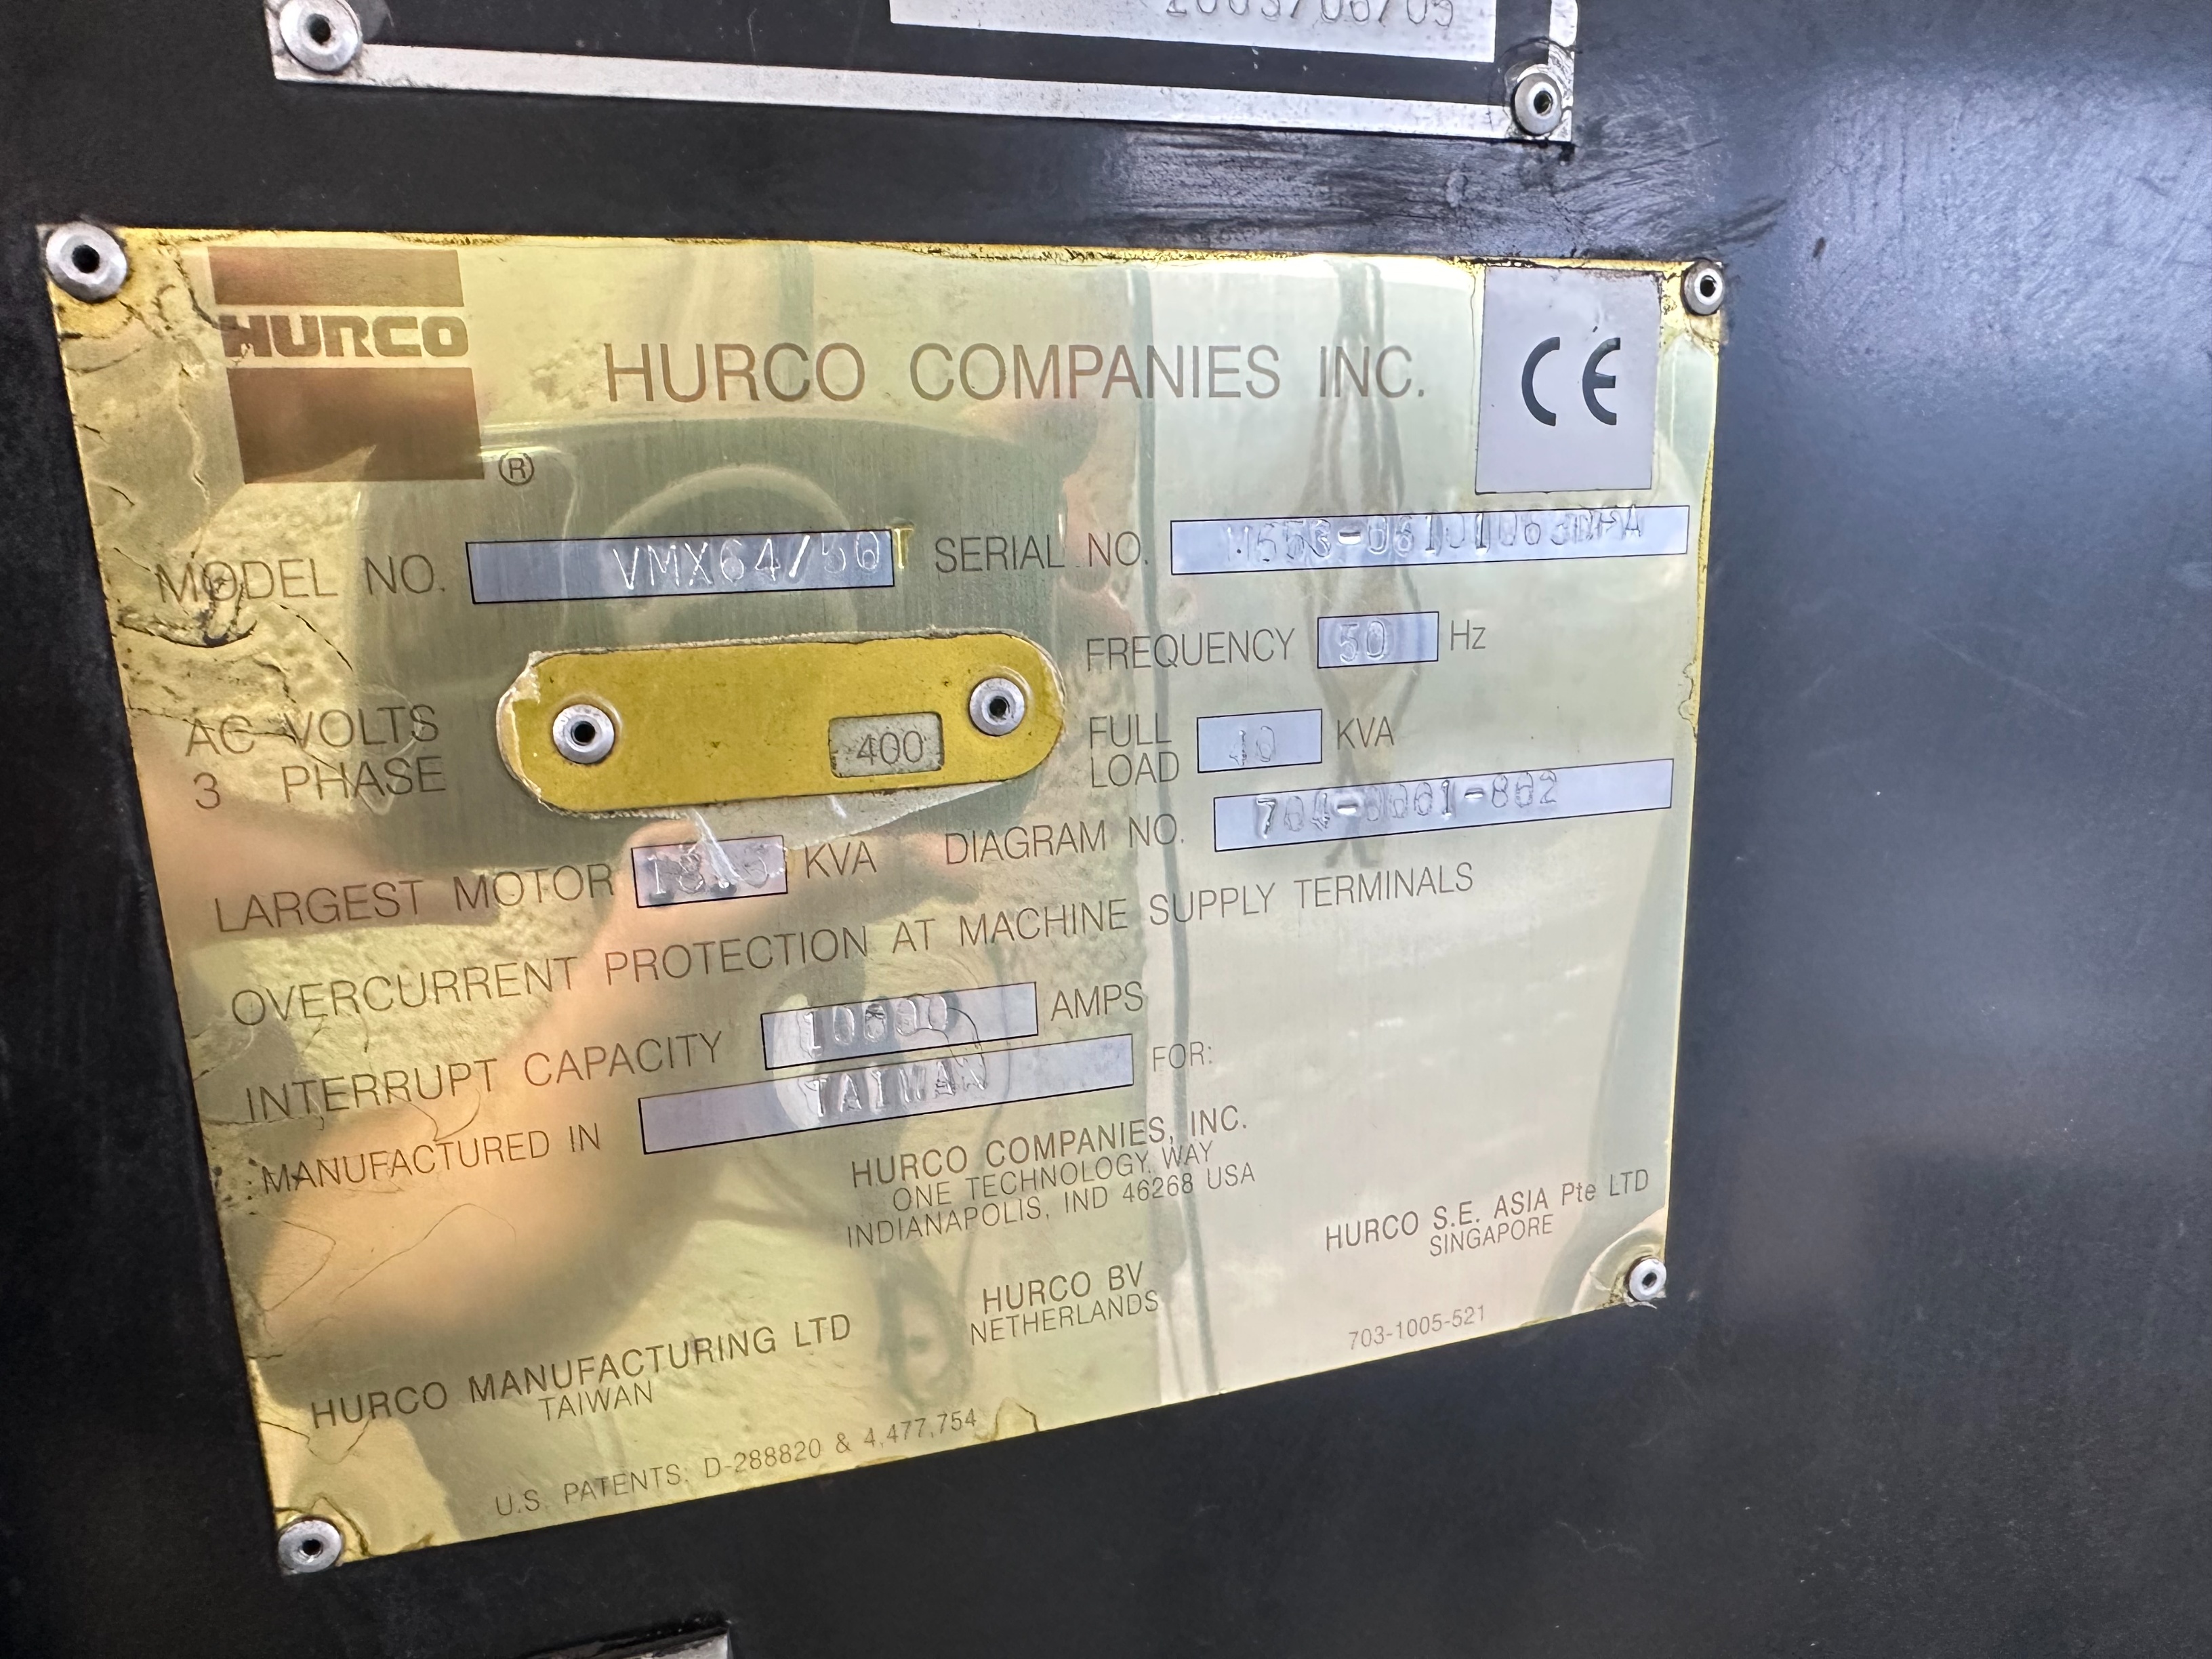 2003/06/05
HURCO
®
HURCO COMPANIES INC.
CE
MODEL NO. VMX64/50T SERIAL NO.
FREQUENCY 50 Hz
AC VOLTS
3 PHASE
400
FULL
LOAD
40 KVA
LARGEST MOTOR KVA
DIAGRAM NO.
OVERCURRENT PROTECTION AT MACHINE SUPPLY TERMINALS
INTERRUPT CAPACITY 10000 AMPS
MANUFACTURED IN TAIWAN FOR:
HURCO COMPANIES, INC.
ONE TECHNOLOGY WAY
INDIANAPOLIS, IND 46268 USA
HURCO S.E. ASIA Pte LTD
SINGAPORE
HURCO BV
NETHERLANDS
HURCO MANUFACTURING LTD
TAIWAN
703-1005-521
U.S. PATENTS: D-288820 & 4,477,754